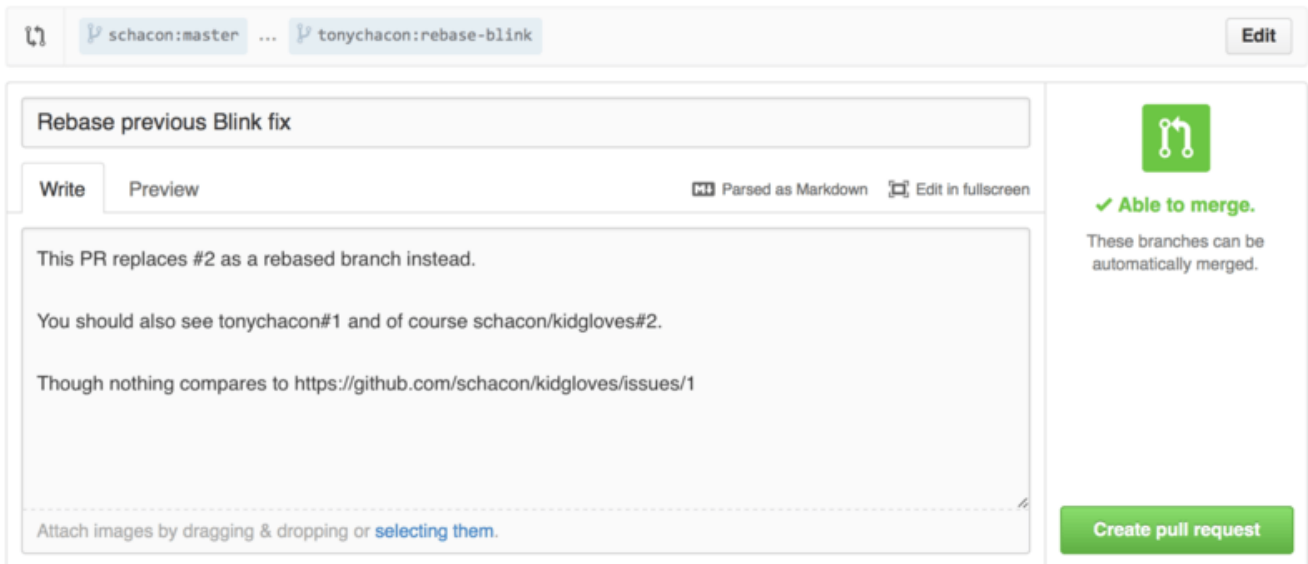 schacon:master ... tonychacon:rebase-blink Edit
Rebase previous Blink fix
Write Preview Parsed as Markdown Edit in fullscreen
This PR replaces #2 as a rebased branch instead.
You should also see tonychacon#1 and of course schacon/kidgloves#2.
Though nothing compares to https://github.com/schacon/kidgloves/issues/1
Attach images by dragging & dropping or selecting them.
✓ Able to merge.
These branches can be
automatically merged.
Create pull request